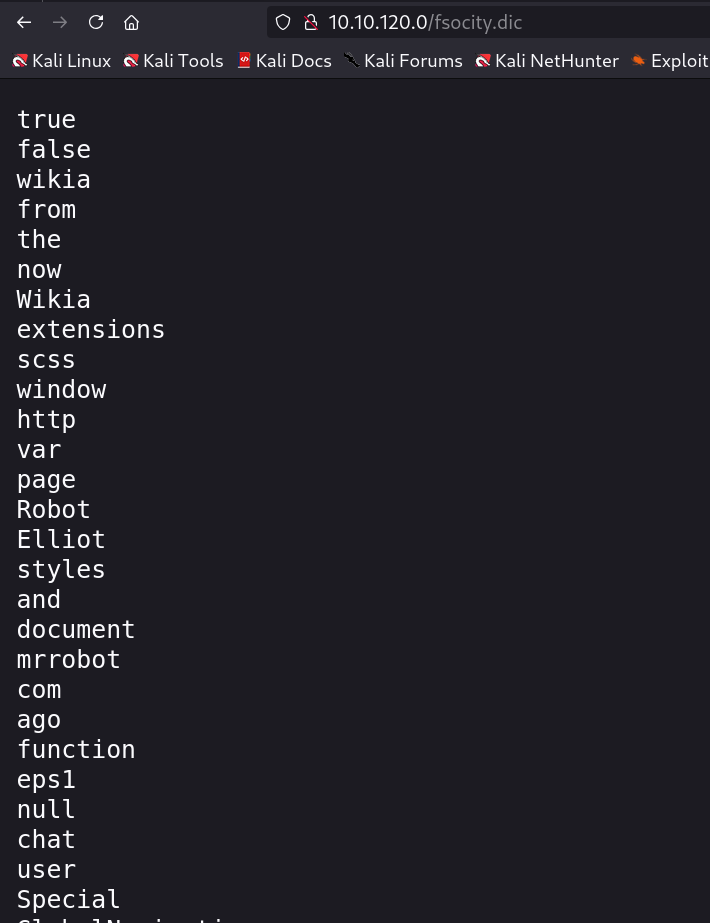 10.10.120.0/fsocity.dic
Kali Linux Kali Tools Kali Docs Kali Forums Kali NetHunter Exploit
true
false
wikia
from
the
now
Wikia
extensions
scss
window
http
var
page
Robot
Elliot
styles
and
document
mrrobot
com
ago
function
eps1
null
chat
user
Special